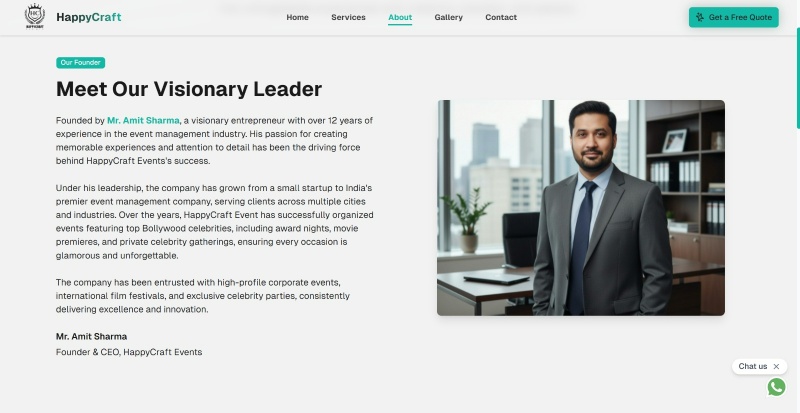 HC
HappyCraft
Home
Services
About
Gallery
Contact
Get a Free Quote
Our Founder
Meet Our Visionary Leader
Founded by Mr. Amit Sharma, a visionary entrepreneur with over 12 years of
experience in the event management industry. His passion for creating
memorable experiences and attention to detail has been the driving force
behind HappyCraft Events's success.
Under his leadership, the company has grown from a small startup to India's
premier event management company, serving clients across multiple cities
and industries. Over the years, HappyCraft Event has successfully organized
events featuring top Bollywood celebrities, including award nights, movie
premieres, and private celebrity gatherings, ensuring every occasion is
glamorous and unforgettable.
The company has been entrusted with high-profile corporate events,
international film festivals, and exclusive celebrity parties, consistently
delivering excellence and innovation.
Mr. Amit Sharma
Founder & CEO, HappyCraft Events
Chat us